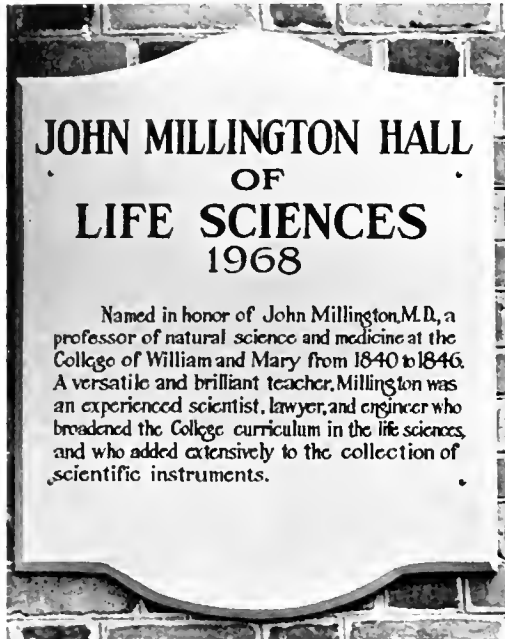 JOHN MILLINGTON HALL
OF
LIFE SCIENCES
1968
Named in honor of John Millington, M.D., a
professor of natural science and medicine at the
College of William and Mary from 1840 to 1846.
A versatile and brilliant teacher, Millington was
an experienced scientist, lawyer, and engineer who
broadened the College curriculum in the life sciences,
and who added extensively to the collection of
scientific instruments.